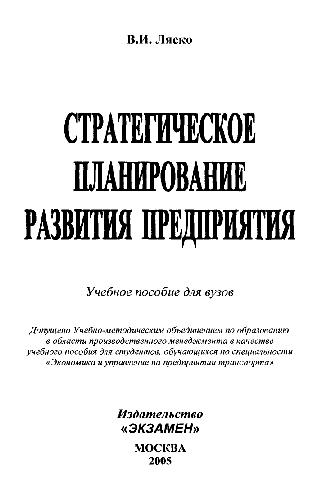 В.И. Ляско
СТРАТЕГИЧЕСКОЕ
ПЛАНИРОВАНИЕ
РАЗВИТИЯ ПРЕДПРИЯТИЯ
Учебное пособие для вузов
Допущено Учебно-методическим объединением по образованию
в области производственного менеджмента в качестве
учебного пособия для студентов, обучающихся по специальности
«Экономика и управление на предприятии транспорта»
Издательство
«ЭКЗАМЕН»
МОСКВА
2005